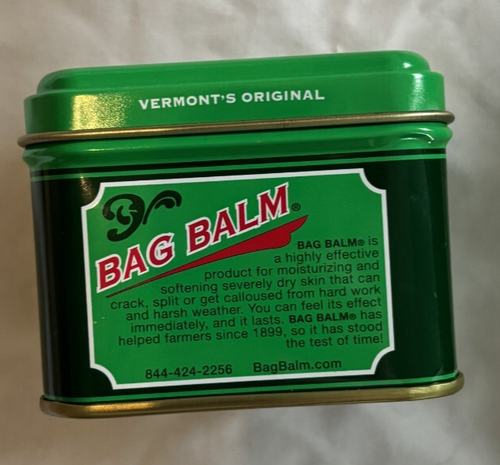 VERMONT'S ORIGINAL
BAG BALM®
BAG BALM® is
a highly effective
product for moisturizing and
softening severely dry skin that can
crack, split or get calloused from hard work
and harsh weather. You can feel its effect
immediately, and it lasts. BAG BALM® has
helped farmers since 1899, so it has stood
the test of time!
844-424-2256 BagBalm.com